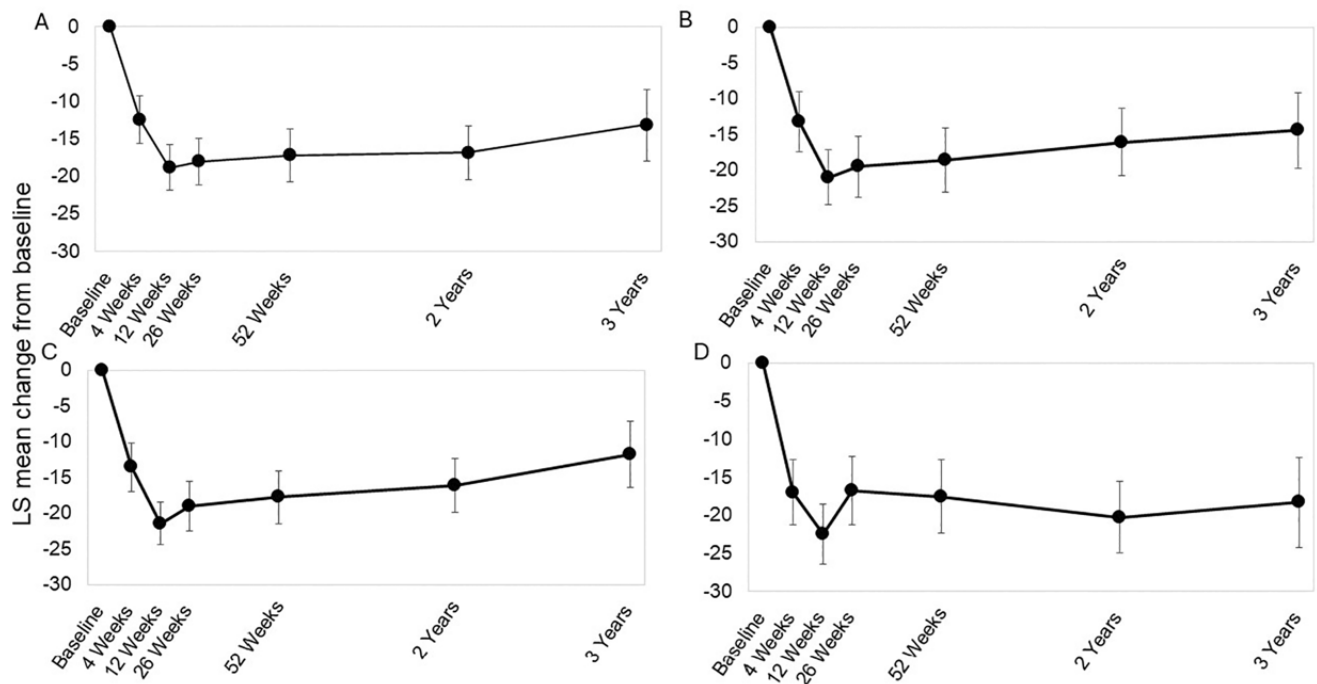 LS mean change from baseline
A
0
-5
-10
-15
-20
-25
-30
Baseline
4 Weeks
12 Weeks
26 Weeks
52 Weeks
2 Years
3 Years
B
0
-5
-10
-15
-20
-25
-30
Baseline
4 Weeks
12 Weeks
26 Weeks
52 Weeks
2 Years
3 Years
C
0
-5
-10
-15
-20
-25
-30
Baseline
4 Weeks
12 Weeks
26 Weeks
52 Weeks
2 Years
3 Years
D
0
-5
-10
-15
-20
-25
-30
Baseline
4 Weeks
12 Weeks
26 Weeks
52 Weeks
2 Years
3 Years